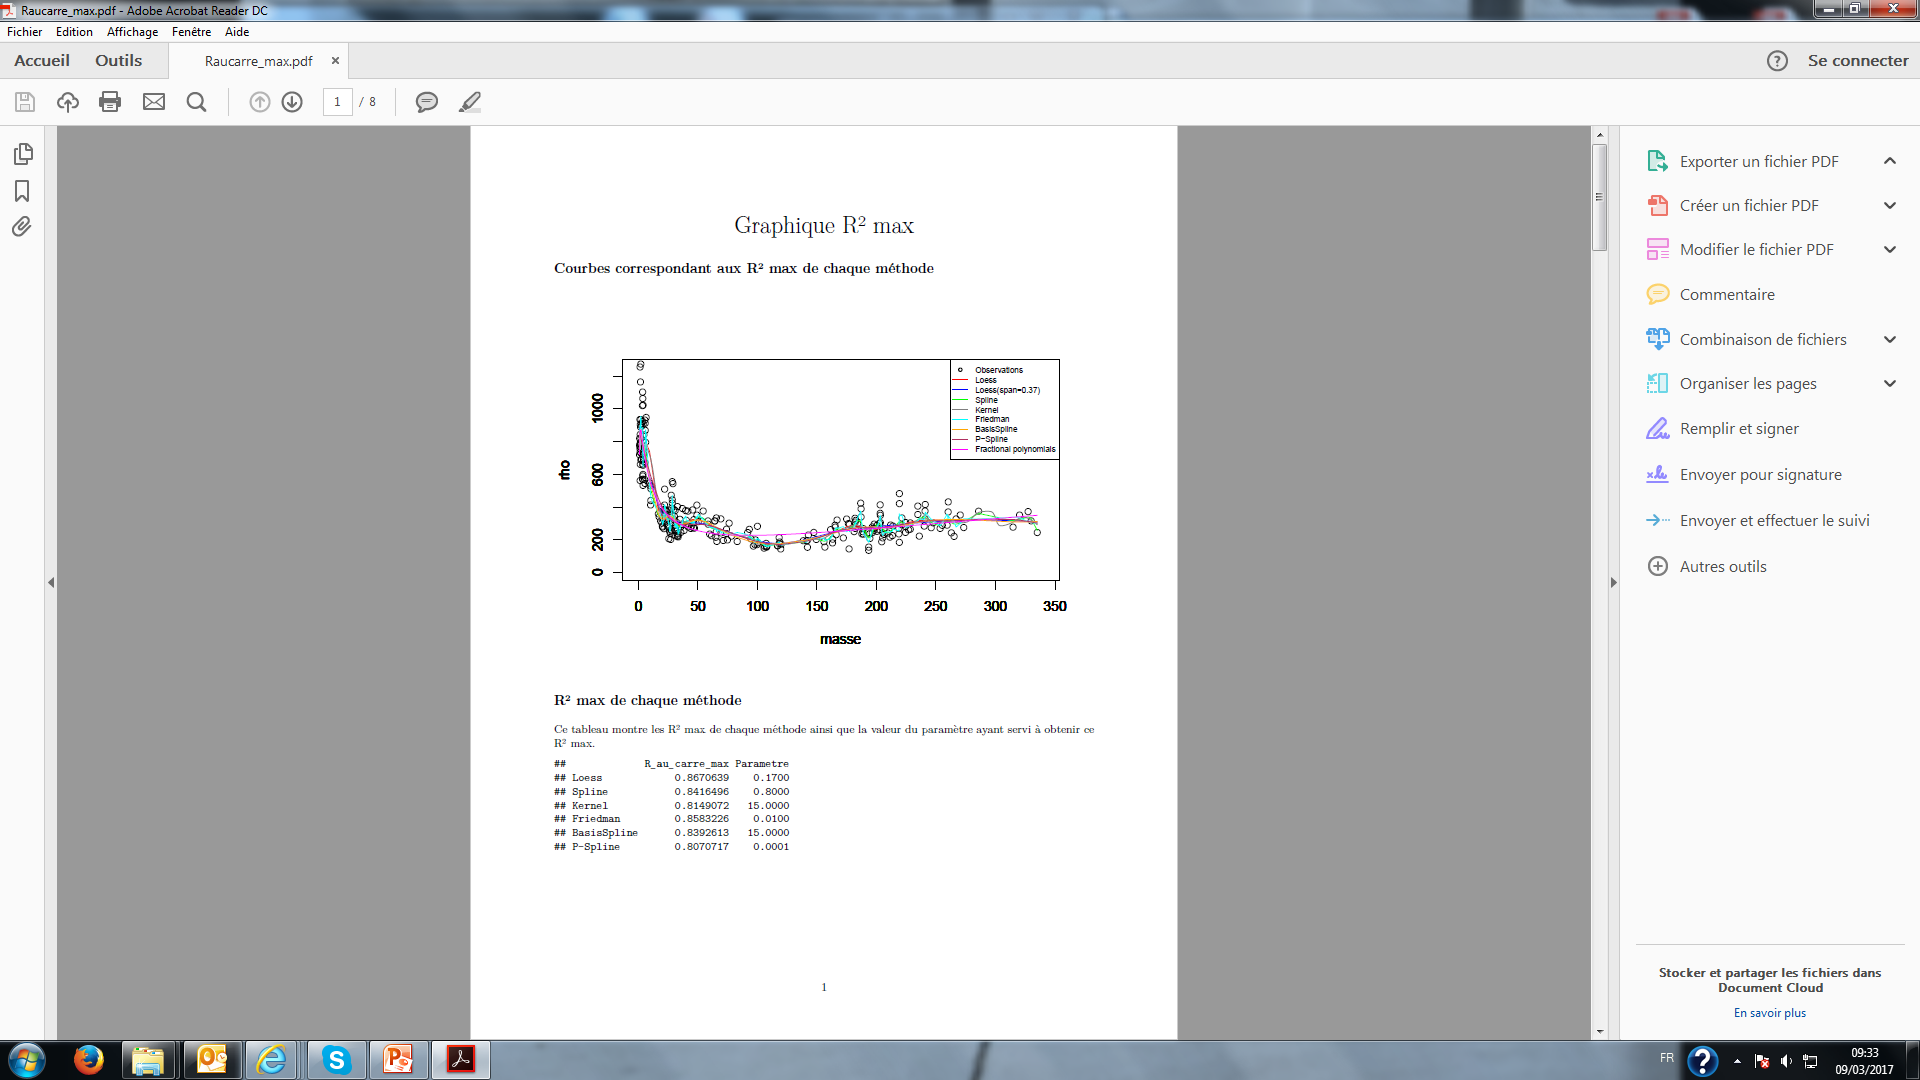 Raucarre_max.pdf - Adobe Acrobat Reader DC
Fichier Edition Affichage Fenêtre Aide
Accueil Outils Raucarre_max.pdf × ? Se connecter
1 / 8
Graphique R² max
Courbes correspondant aux R² max de chaque méthode
Observations
Loess
Loess(span=0.37)
Spline
Kernel
Friedman
BasisSpline
P-Spline
Fractional polynomials
rho
1000
600
200
0
0 50 100 150 200 250 300 350
masse
R² max de chaque méthode
Ce tableau montre les R² max de chaque méthode ainsi que la valeur du paramètre ayant servi à obtenir ce
R² max.
## R_au_carre_max Parametre
## Loess 0.8670639 0.1700
## Spline 0.8416496 0.8000
## Kernel 0.8149072 15.0000
## Friedman 0.8583226 0.0100
## BasisSpline 0.8392613 15.0000
## P-Spline 0.8070717 0.0001
1
Exporter un fichier PDF
Créer un fichier PDF
Modifier le fichier PDF
Commentaire
Combinaison de fichiers
Organiser les pages
Remplir et signer
Envoyer pour signature
Envoyer et effectuer le suivi
Autres outils
Stocker et partager les fichiers dans
Document Cloud
En savoir plus
FR
09:33
09/03/2017